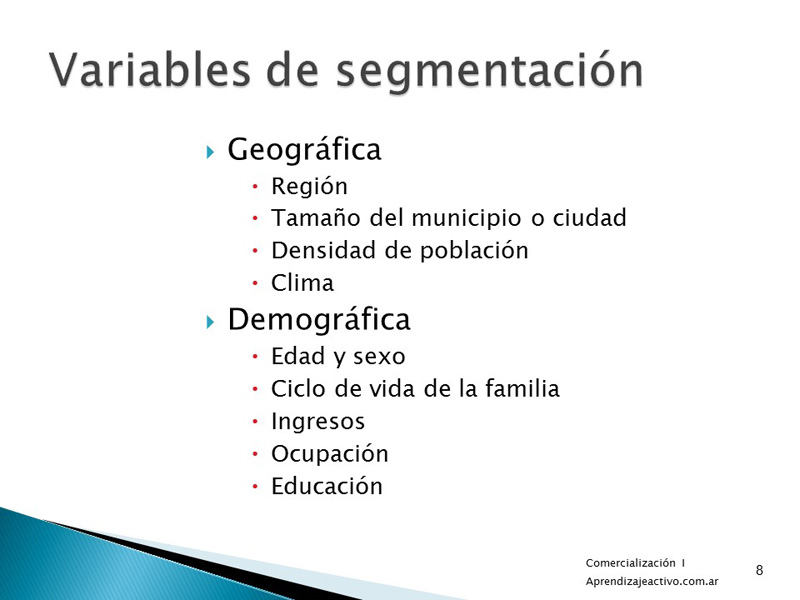 Variables de segmentación
Geográfica
Región
Tamaño del municipio o ciudad
Densidad de población
Clima
Demográfica
Edad y sexo
Ciclo de vida de la familia
Ingresos
Ocupación
Educación
Comercialización I
Aprendizajeactivo.com.ar
8